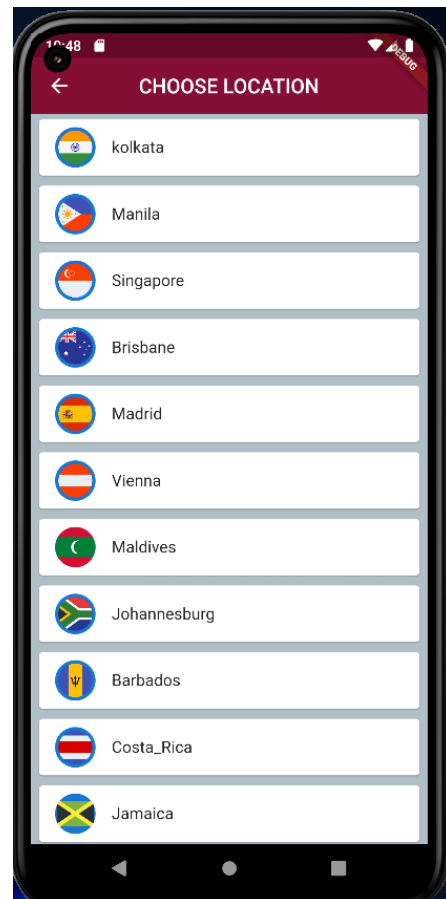 10:48
DEBUG
CHOOSE LOCATION
kolkata
Manila
Singapore
Brisbane
Madrid
Vienna
Maldives
Johannesburg
Barbados
Costa_Rica
Jamaica